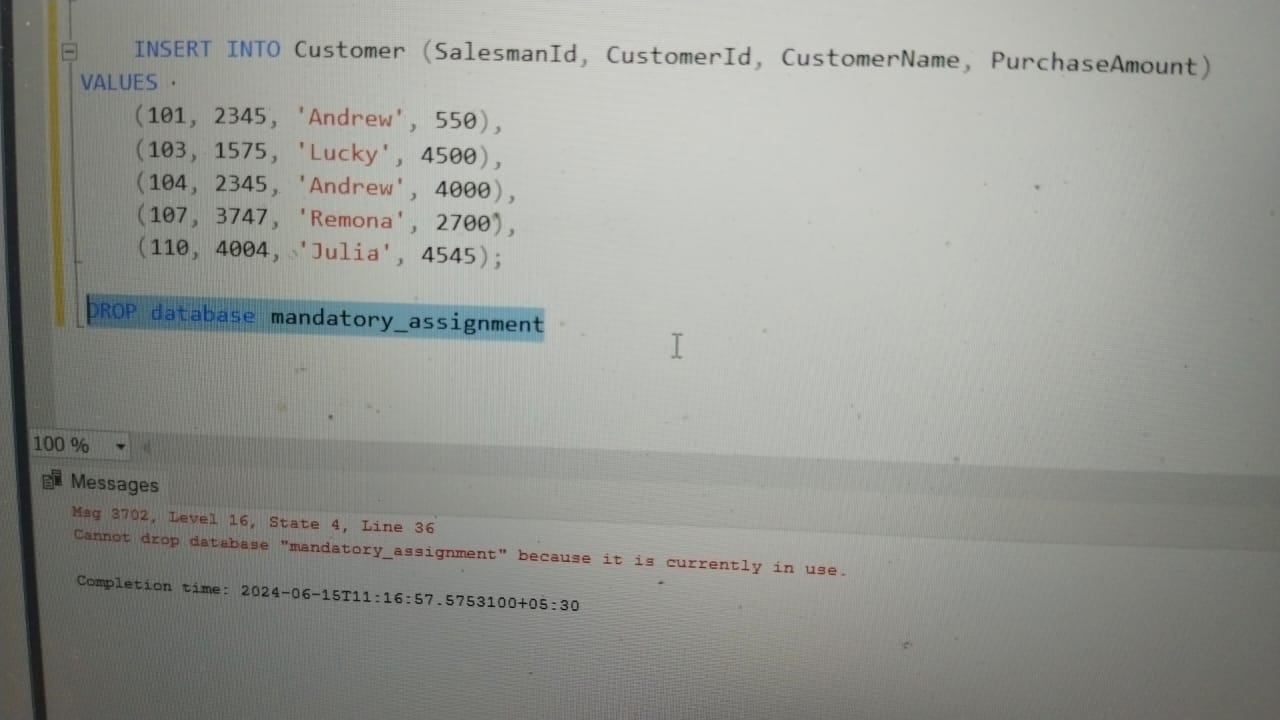 INSERT INTO Customer (SalesmanId, CustomerId, CustomerName, PurchaseAmount)
VALUES
(101, 2345, 'Andrew', 550),
(103, 1575, 'Lucky', 4500),
(104, 2345, 'Andrew', 4000),
(107, 3747, 'Remona', 2700),
(110, 4004, 'Julia', 4545);
DROP database mandatory_assignment
100 %
Messages
Msg 3702, Level 16, State 4, Line 36
Cannot drop database "mandatory_assignment" because it is currently in use.
Completion time: 2024-06-15T11:16:57.5753100+05:30